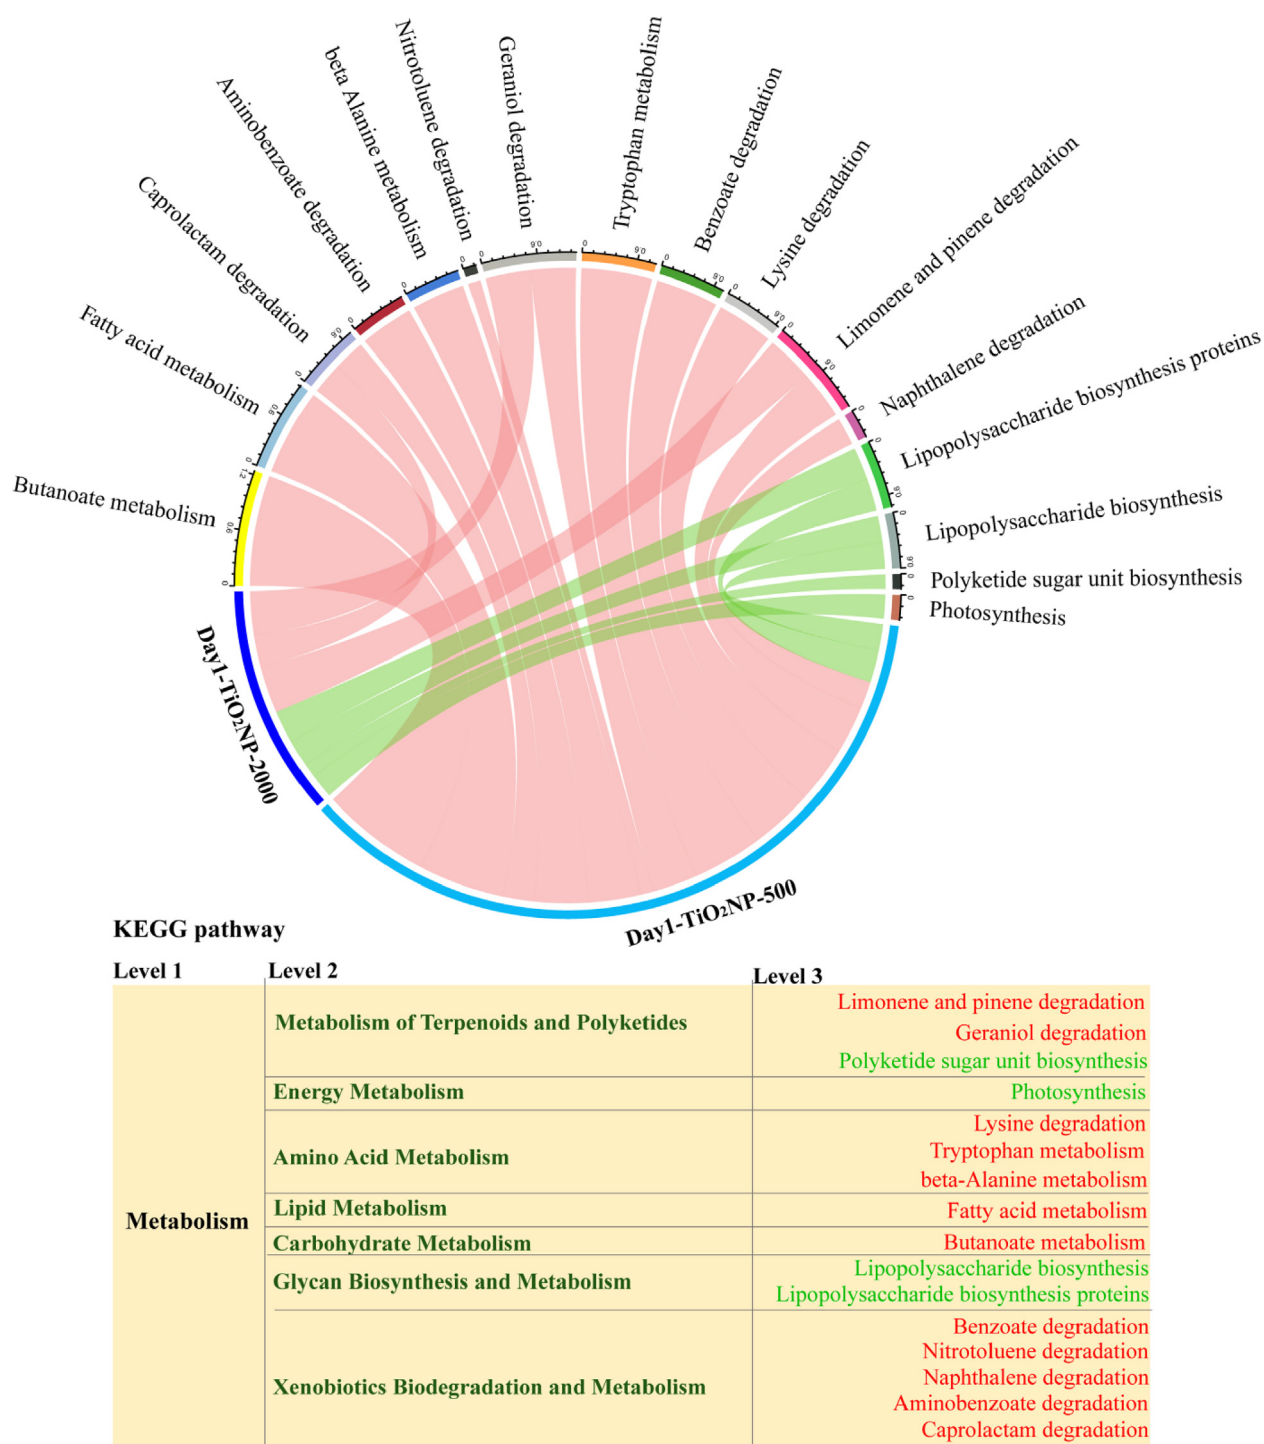 Nitrotoluene degradation
Geraniol degradation
Tryptophan metabolism
beta Alanine metabolism
Benzoate degradation
Aminobenzoate degradation
Lysine degradation
Caprolactam degradation
Limonene and pinene degradation
Fatty acid metabolism
Naphthalene degradation
Lipopolysaccharide biosynthesis proteins
Butanoate metabolism
Lipopolysaccharide biosynthesis
Polyketide sugar unit biosynthesis
Photosynthesis
Day1-TiO₂NP-2000
Day1-TiO₂NP-500
KEGG pathway
Level 1 Level 2 Level 3
Metabolism
Metabolism of Terpenoids and Polyketides
Limonene and pinene degradation
Geraniol degradation
Polyketide sugar unit biosynthesis
Energy Metabolism
Photosynthesis
Amino Acid Metabolism
Lysine degradation
Tryptophan metabolism
beta-Alanine metabolism
Lipid Metabolism
Fatty acid metabolism
Carbohydrate Metabolism
Butanoate metabolism
Glycan Biosynthesis and Metabolism
Lipopolysaccharide biosynthesis
Lipopolysaccharide biosynthesis proteins
Xenobiotics Biodegradation and Metabolism
Benzoate degradation
Nitrotoluene degradation
Naphthalene degradation
Aminobenzoate degradation
Caprolactam degradation